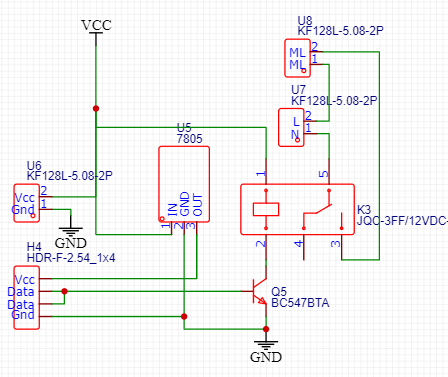 VCC
U8
KF128L-5.08-2P
ML 2
ML 1
U7
KF128L-5.08-2P
L 2
N 1
U5
7805
IN GND OUT
1 2 3
U6
KF128L-5.08-2P
Vcc 2
Gnd 1
GND
1 5
K3
JQC-3FF/12VDC-
2 4 3
H4
HDR-F-2.54_1x4
Vcc
Data
Data
Gnd
Q5
BC547BTA
GND